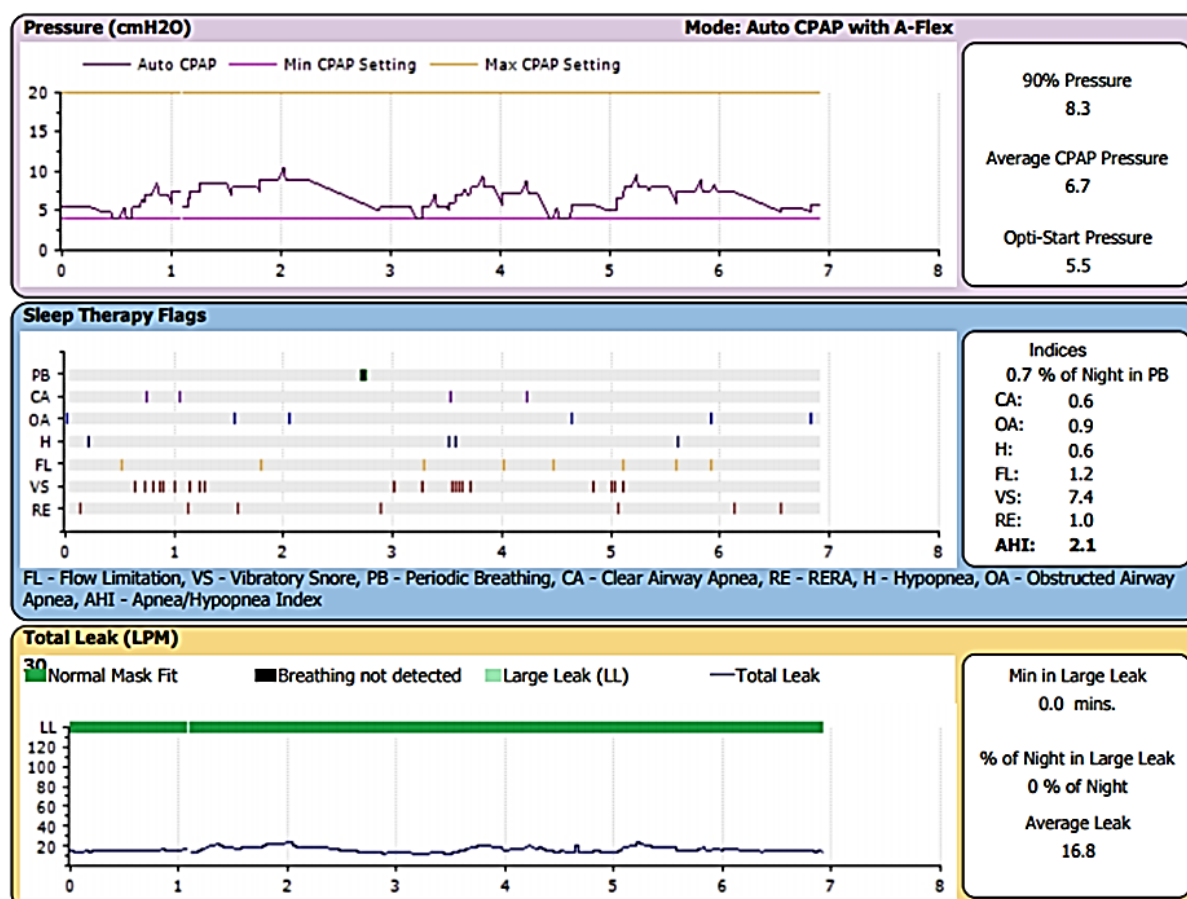 Pressure (cmH2O) Mode: Auto CPAP with A-Flex
Auto CPAP Min CPAP Setting Max CPAP Setting
20
15
10
5
0
0 1 2 3 4 5 6 7 8
90% Pressure
8.3
Average CPAP Pressure
6.7
Opti-Start Pressure
5.5
Sleep Therapy Flags
PB
CA
OA
H
FL
VS
RE
0 1 2 3 4 5 6 7 8
Indices
0.7 % of Night in PB
CA: 0.6
OA: 0.9
H: 0.6
FL: 1.2
VS: 7.4
RE: 1.0
AHI: 2.1
FL - Flow Limitation, VS - Vibratory Snore, PB - Periodic Breathing, CA - Clear Airway Apnea, RE - RERA, H - Hypopnea, OA - Obstructed Airway
Apnea, AHI - Apnea/Hypopnea Index
Total Leak (LPM)
30
Normal Mask Fit Breathing not detected Large Leak (LL) Total Leak
LL
120
100
80
60
40
20
0 1 2 3 4 5 6 7 8
Min in Large Leak
0.0 mins.
% of Night in Large Leak
0 % of Night
Average Leak
16.8